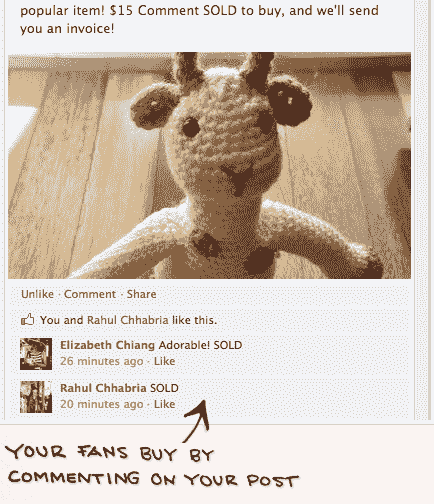 popular item! $15 Comment SOLD to buy, and we'll send
you an invoice!
Unlike · Comment · Share
You and Rahul Chhabria like this.
Elizabeth Chiang Adorable! SOLD
26 minutes ago · Like
Rahul Chhabria SOLD
20 minutes ago · Like
YOUR FANS BUY BY
COMMENTING ON YOUR POST